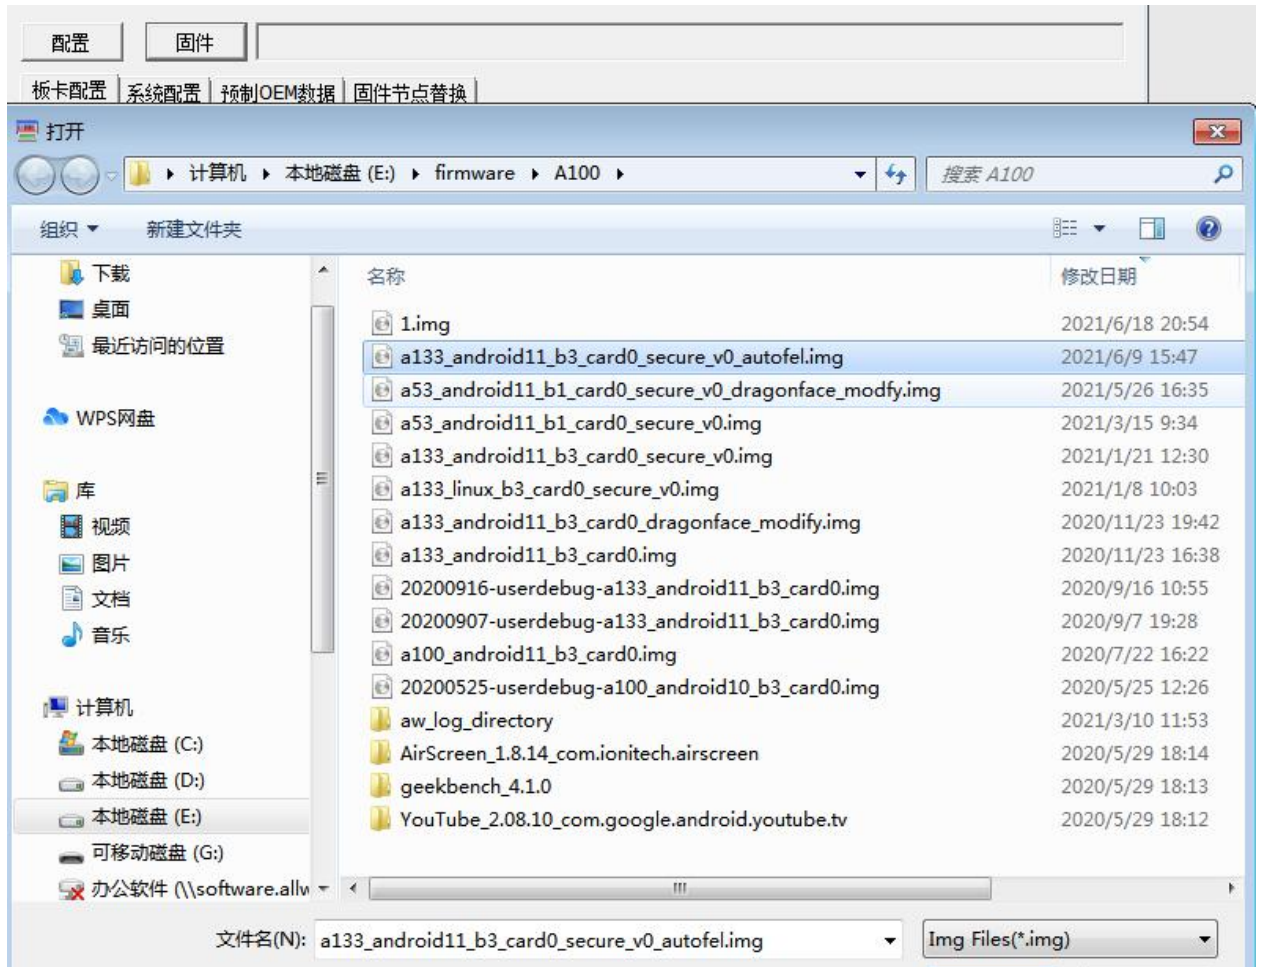 配置 固件
板卡配置 系统配置 预制OEM数据 固件节点替换
打开
计算机 本地磁盘 (E:) firmware A100 搜索 A100
组织 新建文件夹
名称 修改日期
下载
桌面
最近访问的位置
WPS网盘
库
视频
图片
文档
音乐
计算机
本地磁盘 (C:)
本地磁盘 (D:)
本地磁盘 (E:)
可移动磁盘 (G:)
办公软件 (\\software.allw
1.img 2021/6/18 20:54
a133_android11_b3_card0_secure_v0_autofel.img 2021/6/9 15:47
a53_android11_b1_card0_secure_v0_dragonface_modfy.img 2021/5/26 16:35
a53_android11_b1_card0_secure_v0.img 2021/3/15 9:34
a133_android11_b3_card0_secure_v0.img 2021/1/21 12:30
a133_linux_b3_card0_secure_v0.img 2021/1/8 10:03
a133_android11_b3_card0_dragonface_modify.img 2020/11/23 19:42
a133_android11_b3_card0.img 2020/11/23 16:38
20200916-userdebug-a133_android11_b3_card0.img 2020/9/16 10:55
20200907-userdebug-a133_android11_b3_card0.img 2020/9/7 19:28
a100_android11_b3_card0.img 2020/7/22 16:22
20200525-userdebug-a100_android10_b3_card0.img 2020/5/25 12:26
aw_log_directory 2021/3/10 11:53
AirScreen_1.8.14_com.ionitech.airscreen 2020/5/29 18:14
geekbench_4.1.0 2020/5/29 18:13
YouTube_2.08.10_com.google.android.youtube.tv 2020/5/29 18:12
文件名(N): a133_android11_b3_card0_secure_v0_autofel.img Img Files(*.img)